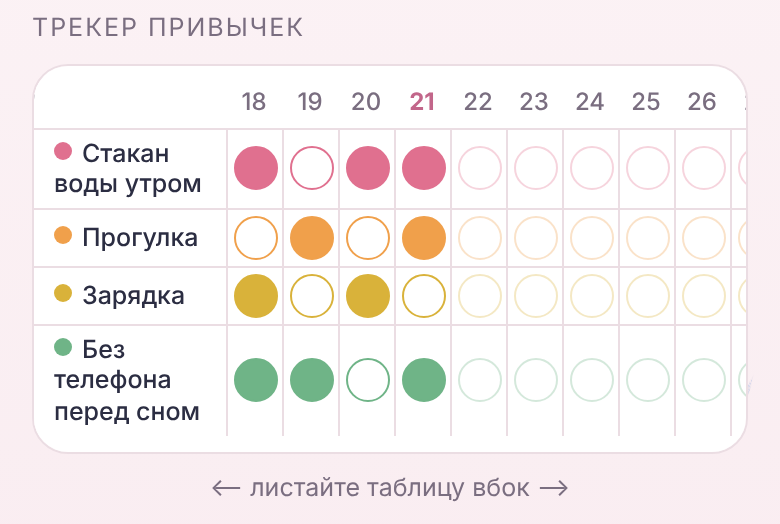 ТРЕКЕР ПРИВЫЧЕК
18 19 20 21 22 23 24 25 26
Стакан
воды утром
Прогулка
Зарядка
Без
телефона
перед сном
← листайте таблицу вбок →